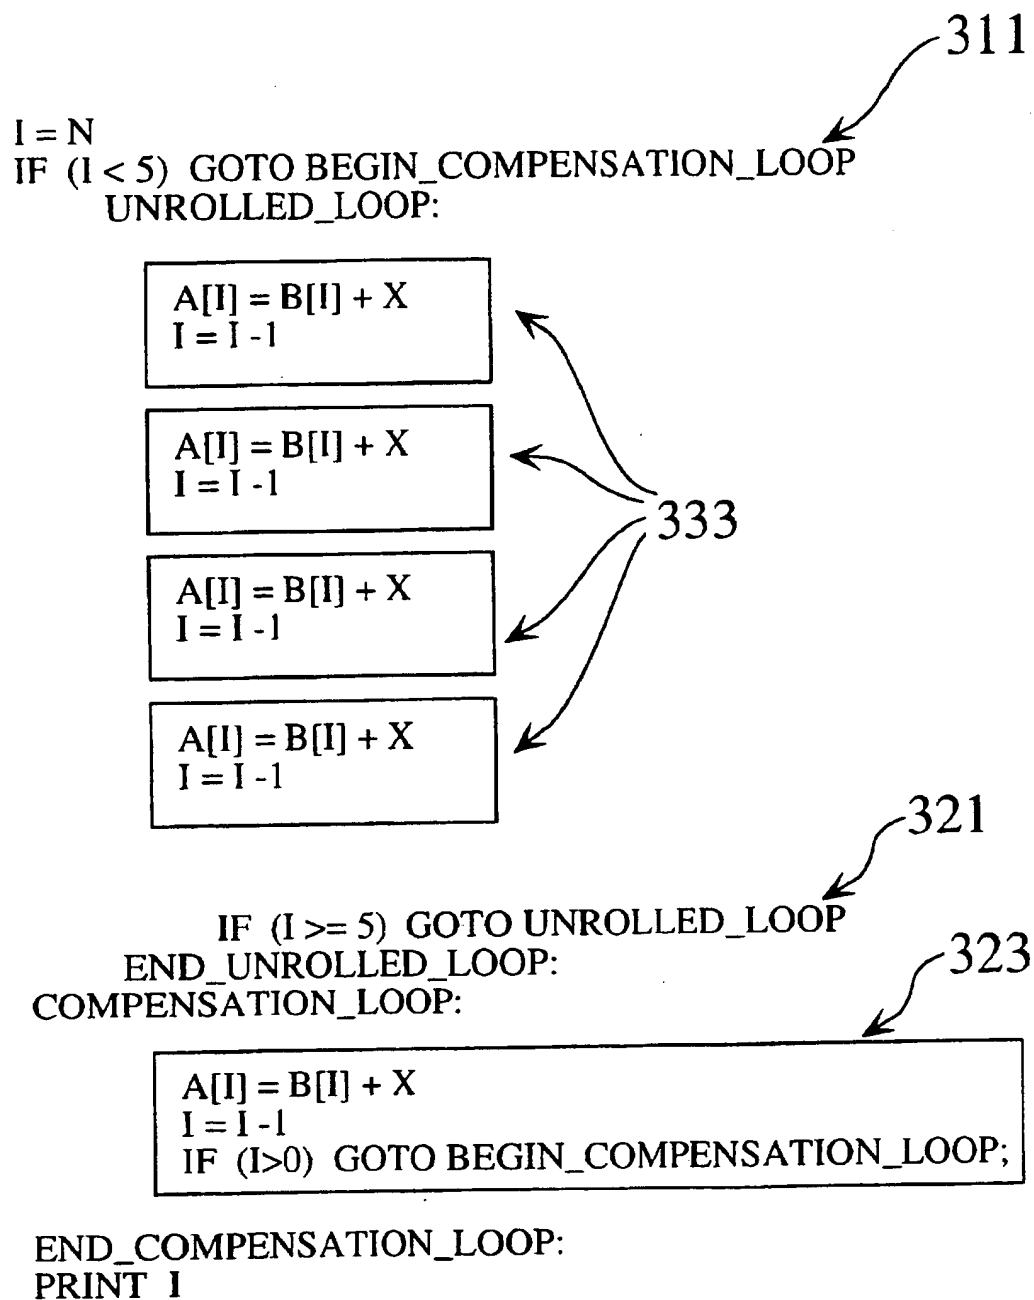 311
I = N
IF (I < 5) GOTO BEGIN_COMPENSATION_LOOP
UNROLLED_LOOP:
A[I] = B[I] + X
I = I -1
A[I] = B[I] + X
I = I -1
333
A[I] = B[I] + X
I = I -1
A[I] = B[I] + X
I = I -1
321
IF (I >= 5) GOTO UNROLLED_LOOP
END_UNROLLED_LOOP:
323
COMPENSATION_LOOP:
A[I] = B[I] + X
I = I -1
IF (I>0) GOTO BEGIN_COMPENSATION_LOOP;
END_COMPENSATION_LOOP:
PRINT I